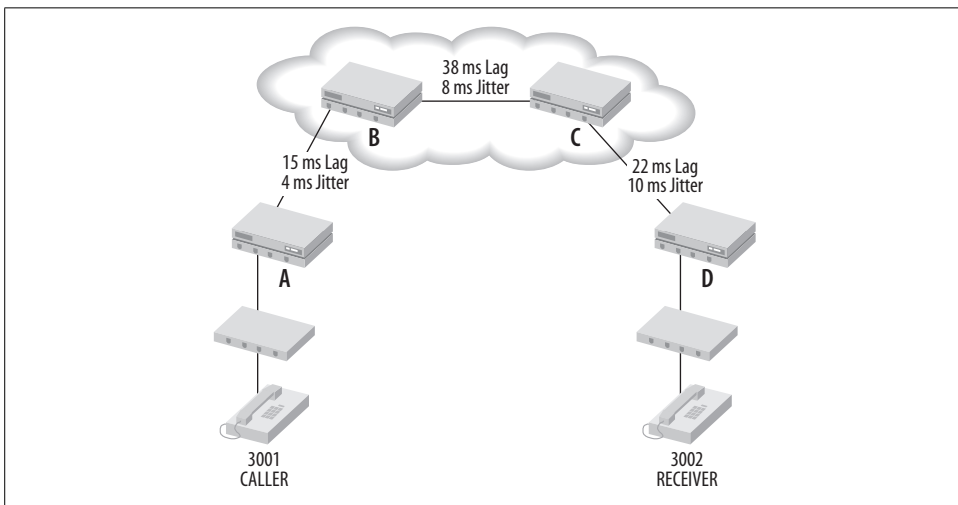 38 ms Lag
8 ms Jitter
B
C
15 ms Lag
4 ms Jitter
22 ms Lag
10 ms Jitter
A
D
3001
CALLER
3002
RECEIVER